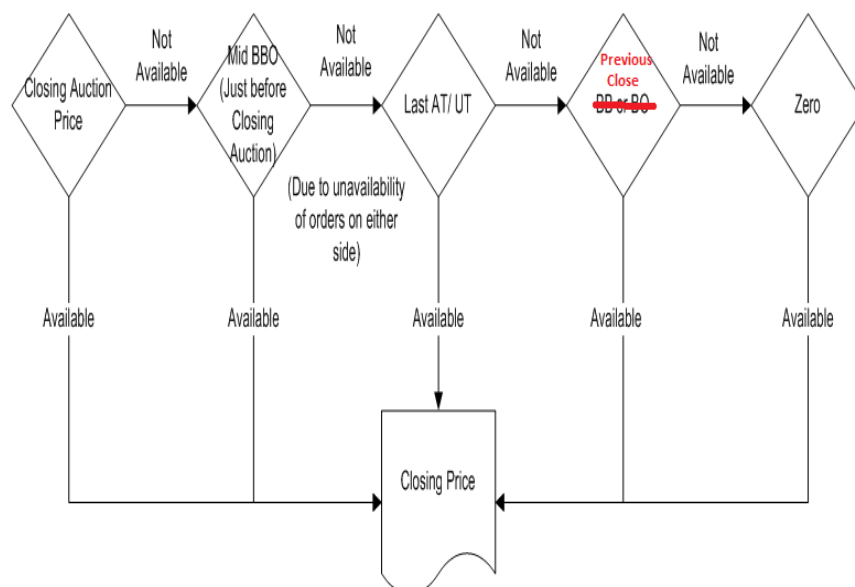 Closing Auction
Price
Not
Available
Mid BBO
(Just before
Closing
Auction)
Not
Available
(Due to unavailability
of orders on either
side)
Last AT/ UT
Not
Available
Previous
Close
BB or BO
Not
Available
Zero
Available
Available
Available
Available
Available
Closing Price